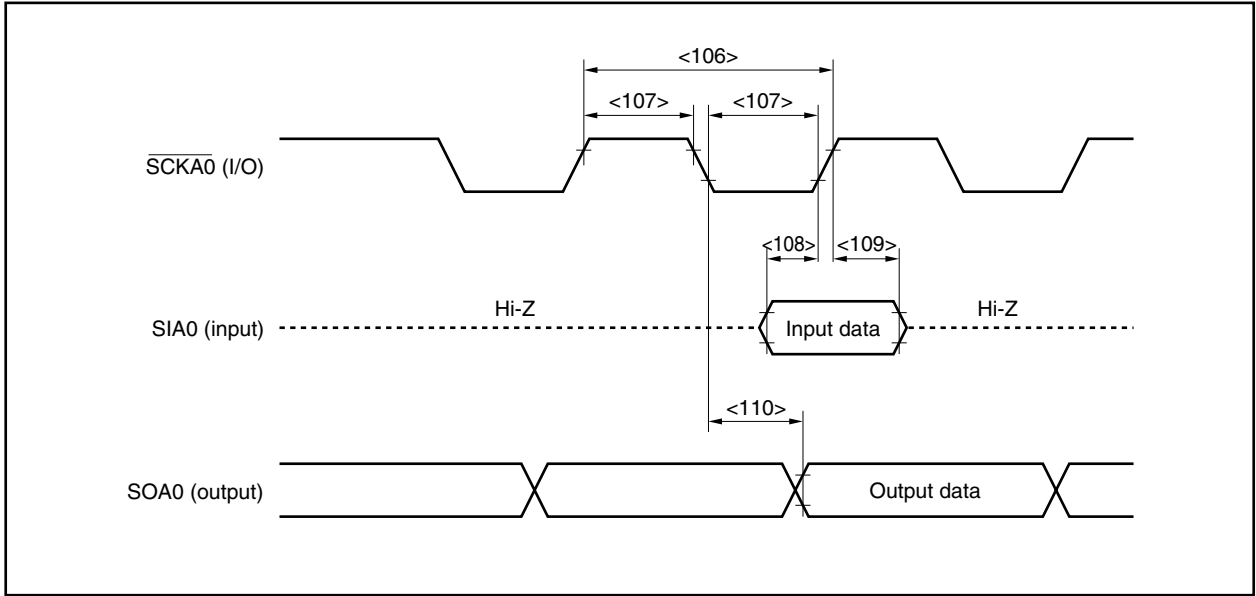 <106>
<107> <107>
SCKA0 (I/O)
<108> <109>
Hi-Z Hi-Z
SIA0 (input) Input data
<110>
SOA0 (output) Output data